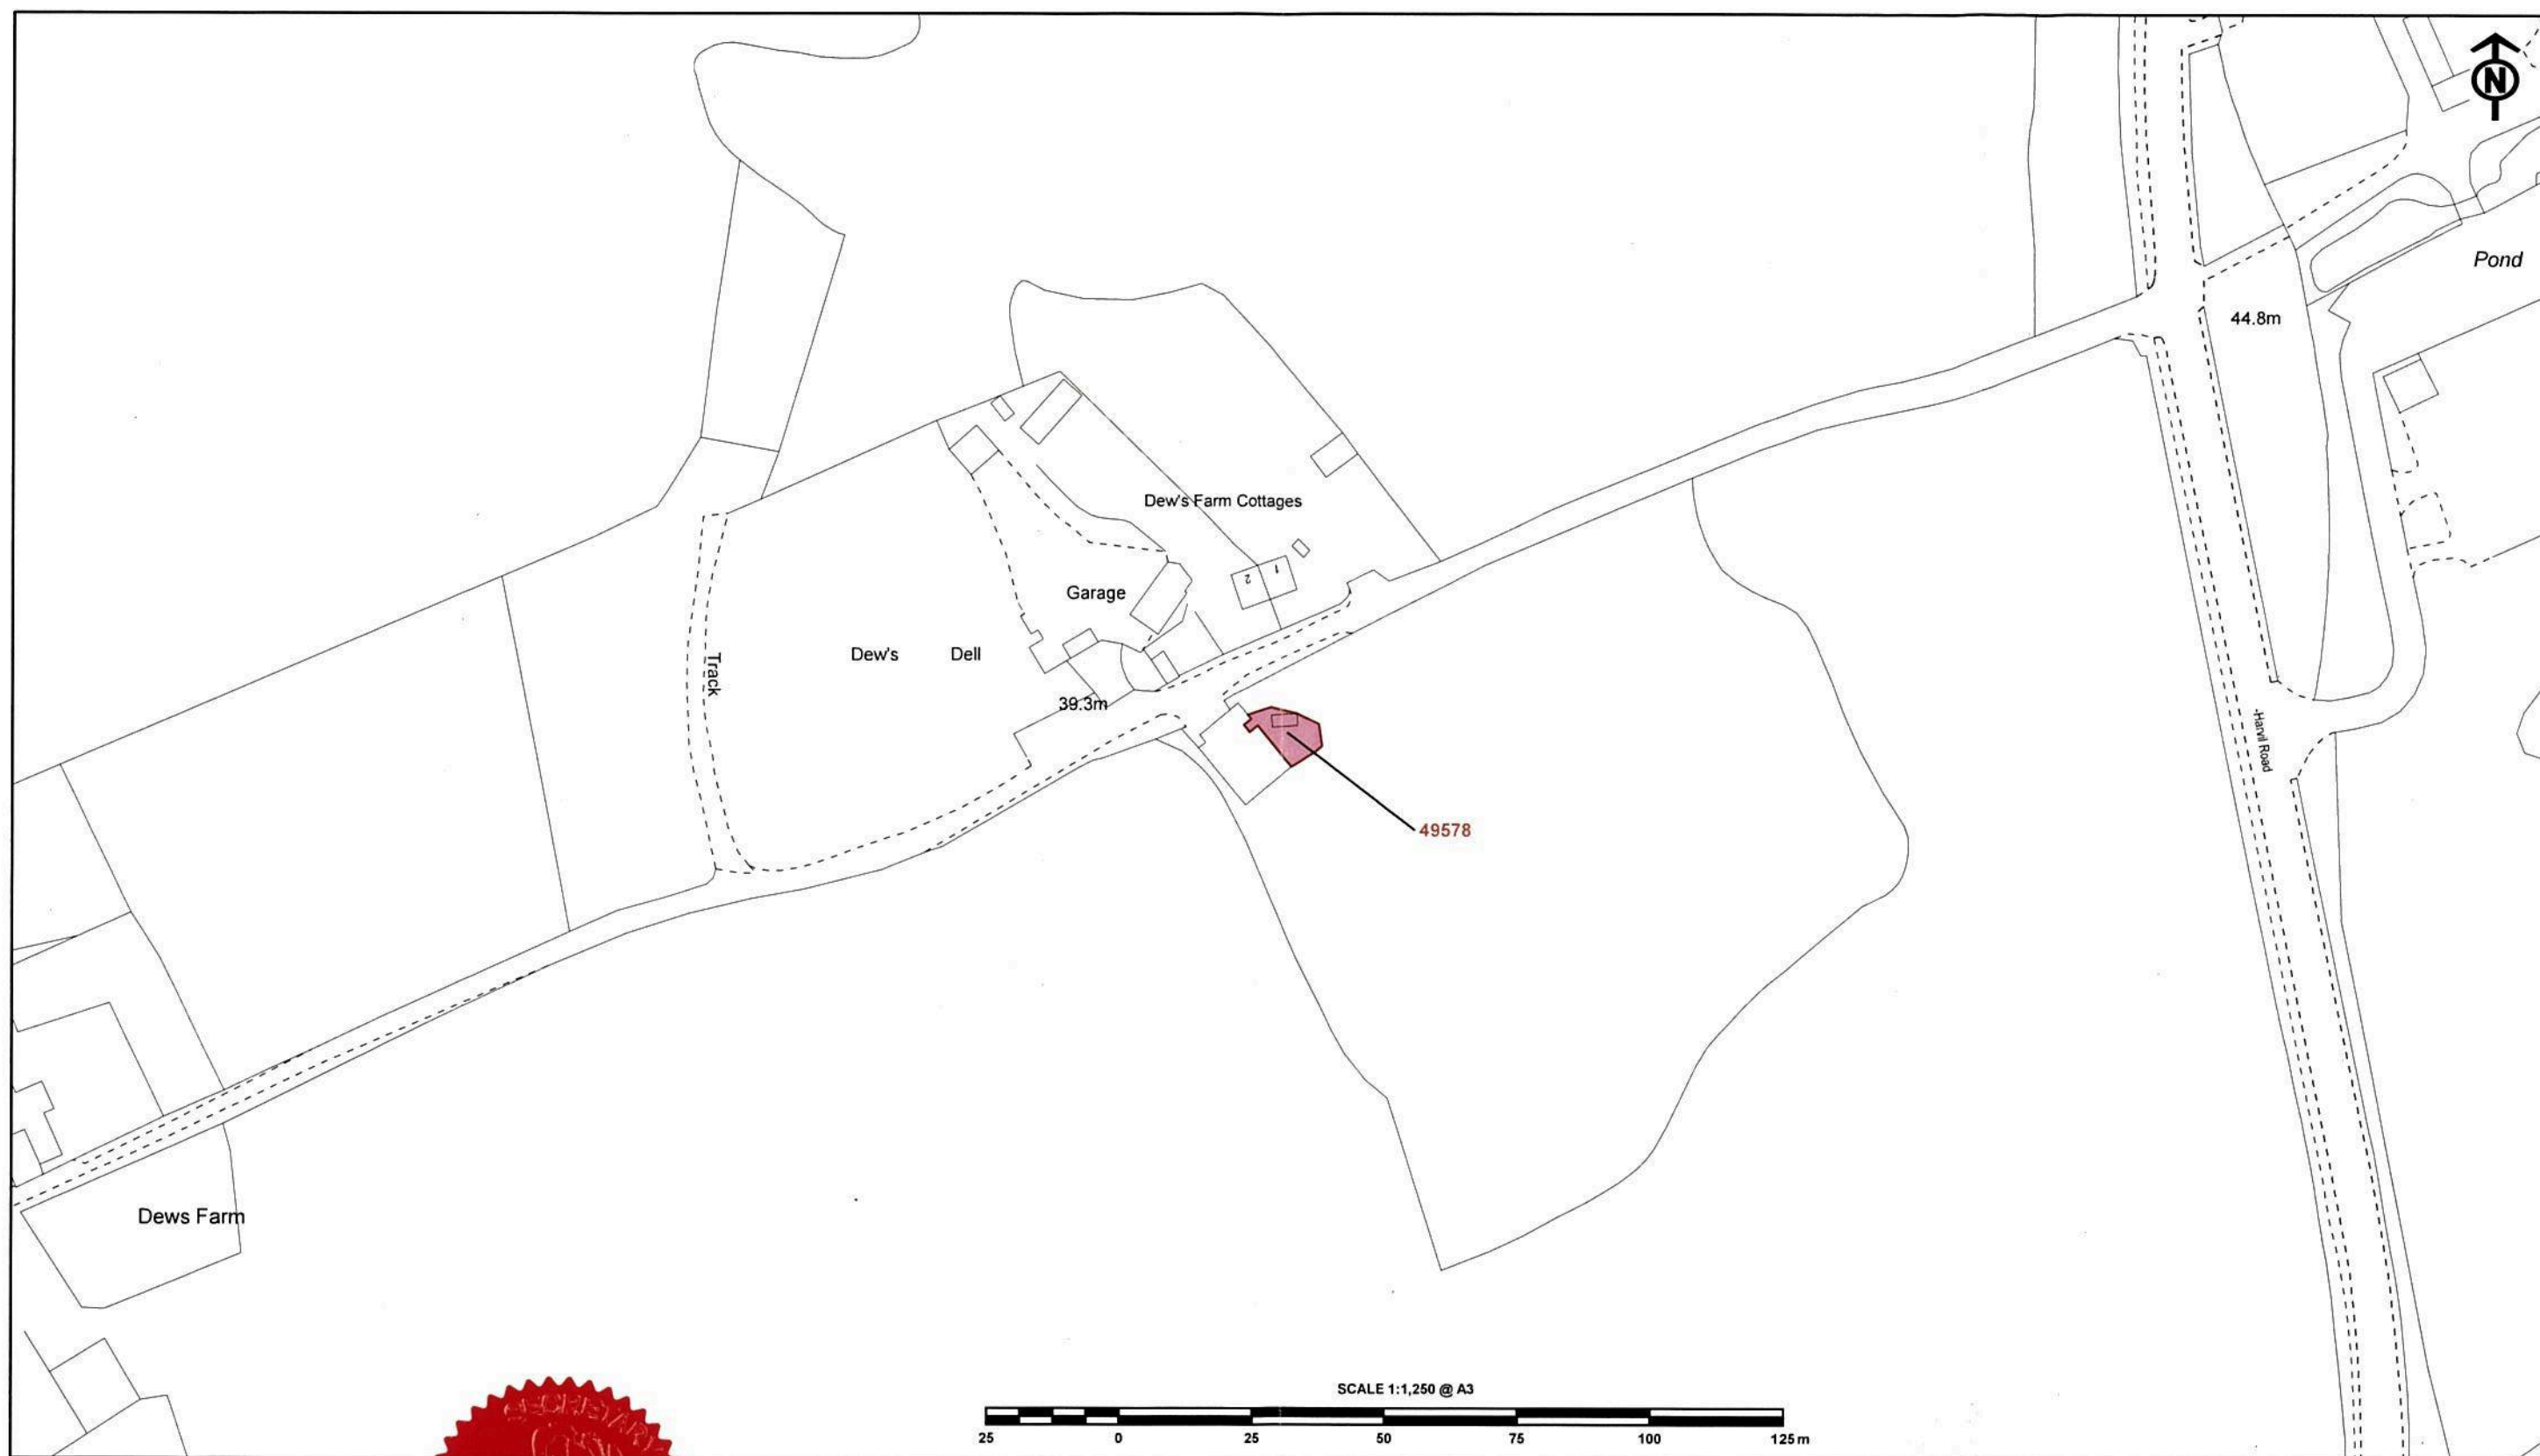 N
Pond
44.8m
Dew's Farm Cottages
2 1
Garage
Dew's Dell
Track
39.3m
Harvil Road
49578
Dews Farm
SCALE 1:1,250 @ A3
25 0 25 50 75 100 125 m